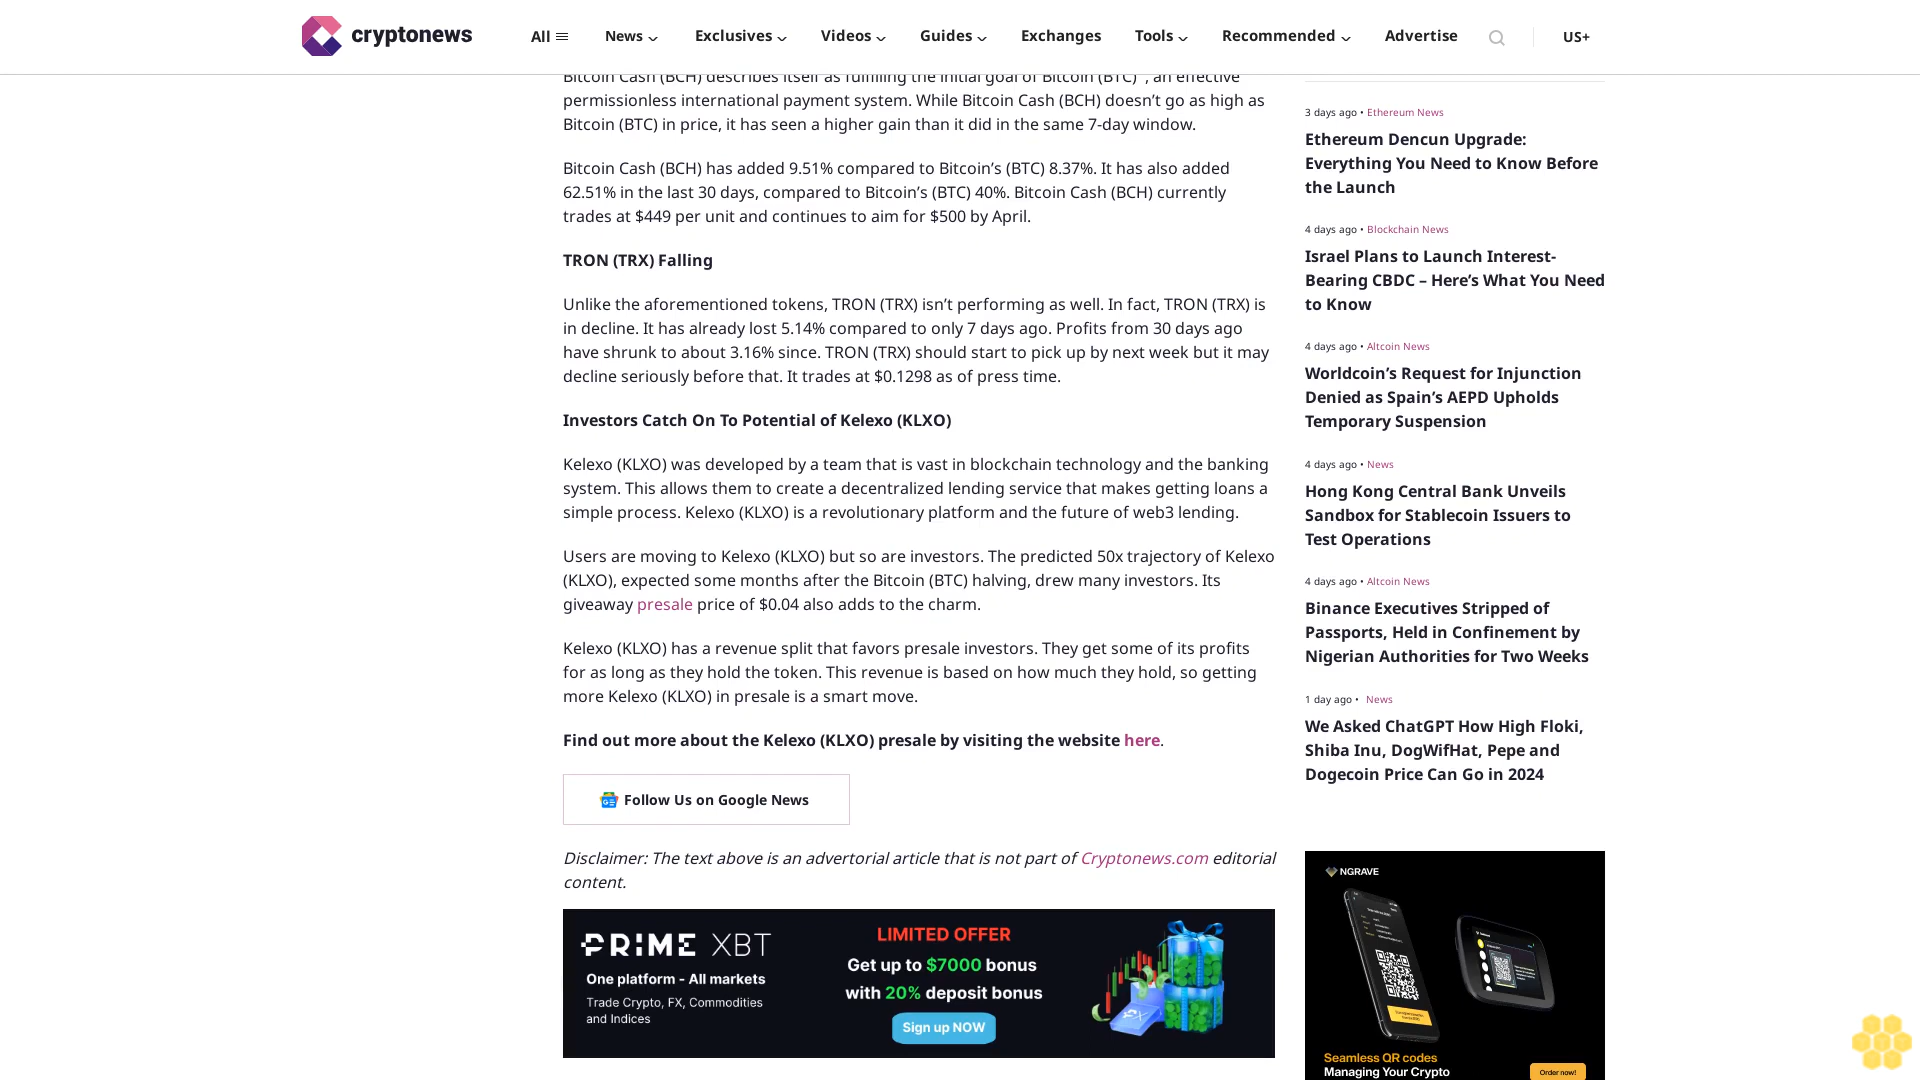 cryptonews
All
News
Exclusives
Videos
Guides
Exchanges
Tools
Recommended
Advertise
US+
Bitcoin Cash (BCH) describes itself as fulfilling the initial goal of Bitcoin (BTC) , an effective
permissionless international payment system. While Bitcoin Cash (BCH) doesn’t go as high as
Bitcoin (BTC) in price, it has seen a higher gain than it did in the same 7-day window.
Bitcoin Cash (BCH) has added 9.51% compared to Bitcoin’s (BTC) 8.37%. It has also added
62.51% in the last 30 days, compared to Bitcoin’s (BTC) 40%. Bitcoin Cash (BCH) currently
trades at $449 per unit and continues to aim for $500 by April.
TRON (TRX) Falling
Unlike the aforementioned tokens, TRON (TRX) isn’t performing as well. In fact, TRON (TRX) is
in decline. It has already lost 5.14% compared to only 7 days ago. Profits from 30 days ago
have shrunk to about 3.16% since. TRON (TRX) should start to pick up by next week but it may
decline seriously before that. It trades at $0.1298 as of press time.
Investors Catch On To Potential of Kelexo (KLXO)
Kelexo (KLXO) was developed by a team that is vast in blockchain technology and the banking
system. This allows them to create a decentralized lending service that makes getting loans a
simple process. Kelexo (KLXO) is a revolutionary platform and the future of web3 lending.
Users are moving to Kelexo (KLXO) but so are investors. The predicted 50x trajectory of Kelexo
(KLXO), expected some months after the Bitcoin (BTC) halving, drew many investors. Its
giveaway presale price of $0.04 also adds to the charm.
Kelexo (KLXO) has a revenue split that favors presale investors. They get some of its profits
for as long as they hold the token. This revenue is based on how much they hold, so getting
more Kelexo (KLXO) in presale is a smart move.
Find out more about the Kelexo (KLXO) presale by visiting the website here.
Follow Us on Google News
Disclaimer: The text above is an advertorial article that is not part of Cryptonews.com editorial
content.
PRIME XBT
One platform - All markets
Trade Crypto, FX, Commodities
and Indices
LIMITED OFFER
Get up to $7000 bonus
with 20% deposit bonus
Sign up NOW
3 days ago • Ethereum News
Ethereum Dencun Upgrade:
Everything You Need to Know Before
the Launch
4 days ago • Blockchain News
Israel Plans to Launch Interest-
Bearing CBDC – Here’s What You Need
to Know
4 days ago • Altcoin News
Worldcoin’s Request for Injunction
Denied as Spain’s AEPD Upholds
Temporary Suspension
4 days ago • News
Hong Kong Central Bank Unveils
Sandbox for Stablecoin Issuers to
Test Operations
4 days ago • Altcoin News
Binance Executives Stripped of
Passports, Held in Confinement by
Nigerian Authorities for Two Weeks
1 day ago • News
We Asked ChatGPT How High Floki,
Shiba Inu, DogWifHat, Pepe and
Dogecoin Price Can Go in 2024
NGRAVE
Seamless QR codes
Managing Your Crypto
Order now!